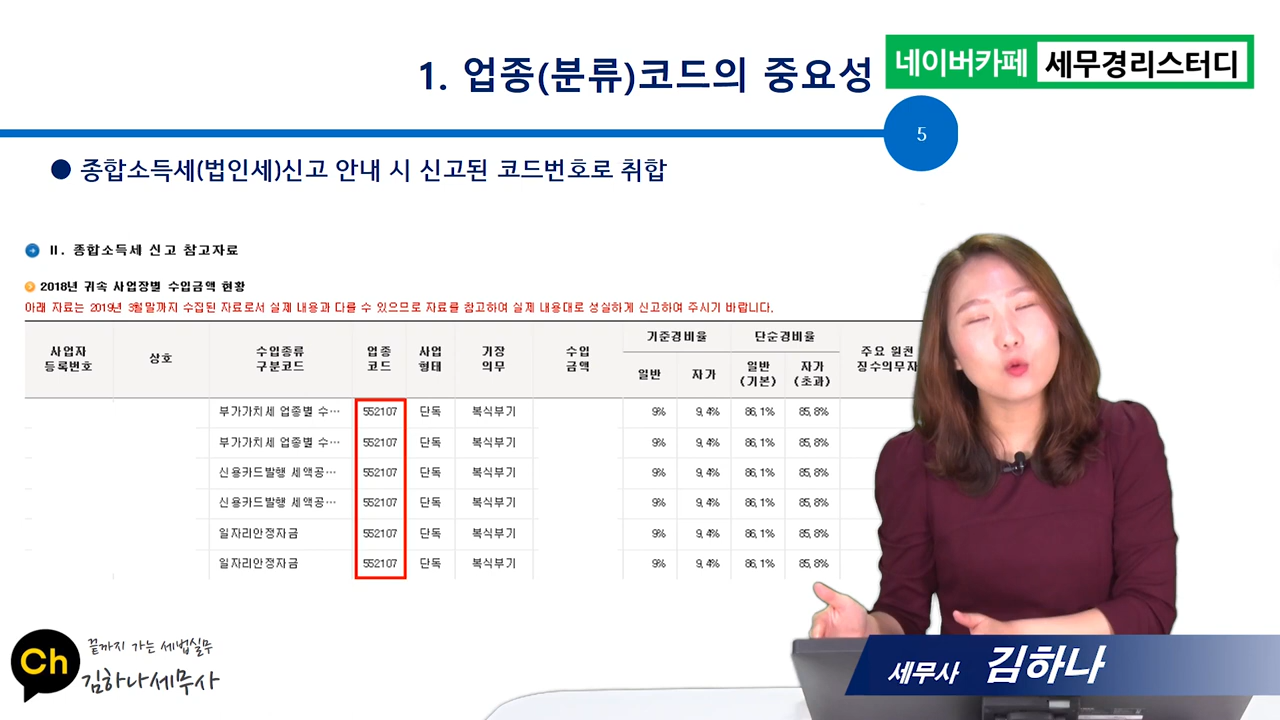 1. 업종(분류)코드의 중요성
네이버카페 세무경리스터디
5
● 종합소득세(법인세)신고 안내 시 신고된 코드번호로 취합
II. 종합소득세 신고 참고자료
2018년 귀속 사업장별 수입금액 현황
아래 자료는 2019년 3월말까지 수집된 자료로서 실제 내용과 다를 수 있으므로 자료를 참고하여 실제 내용대로 성실하게 신고하여 주시기 바랍니다.
사업자 등록번호 상호 수입종류 구분코드 업종 코드 사업 형태 기장 의무 수입 금액 기준경비율 단순경비율 주요 원천 징수의무자
일반 자가 일반 (기본) 자가 (초과)
부가가치세 업종별 수… 552107 단독 복식부기 9% 9.4% 86.1% 85.8%
부가가치세 업종별 수… 552107 단독 복식부기 9% 9.4% 86.1% 85.8%
신용카드발행 세액공… 552107 단독 복식부기 9% 9.4% 86.1% 85.8%
신용카드발행 세액공… 552107 단독 복식부기 9% 9.4% 86.1% 85.8%
일자리안정자금 552107 단독 복식부기 9% 9.4% 86.1% 85.8%
일자리안정자금 552107 단독 복식부기 9% 9.4% 86.1% 85.8%
Ch
끝까지 가는 세법실무
김하나세무사
세무사 김하나